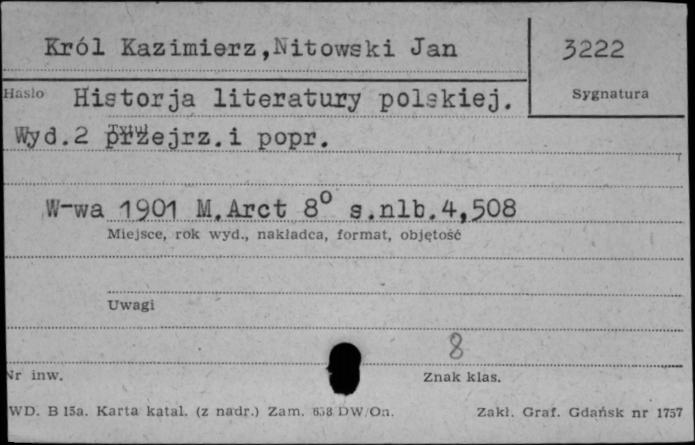 Król Kazimierz,Nitowski Jan
3222
Hasło Historja literatury polskiej.
Sygnatura
Wyd.2 przejrz.i popr.
W-wa 1901 M.Arct 8° s.nlb.4,508
Miejsce, rok wyd., nakładca, format, objętość
Uwagi
8
Nr inw.
Znak klas.
WD. B 15a. Karta katal. (z nadr.) Zam. 658 DW/On.
Zakł. Graf. Gdańsk nr 1757